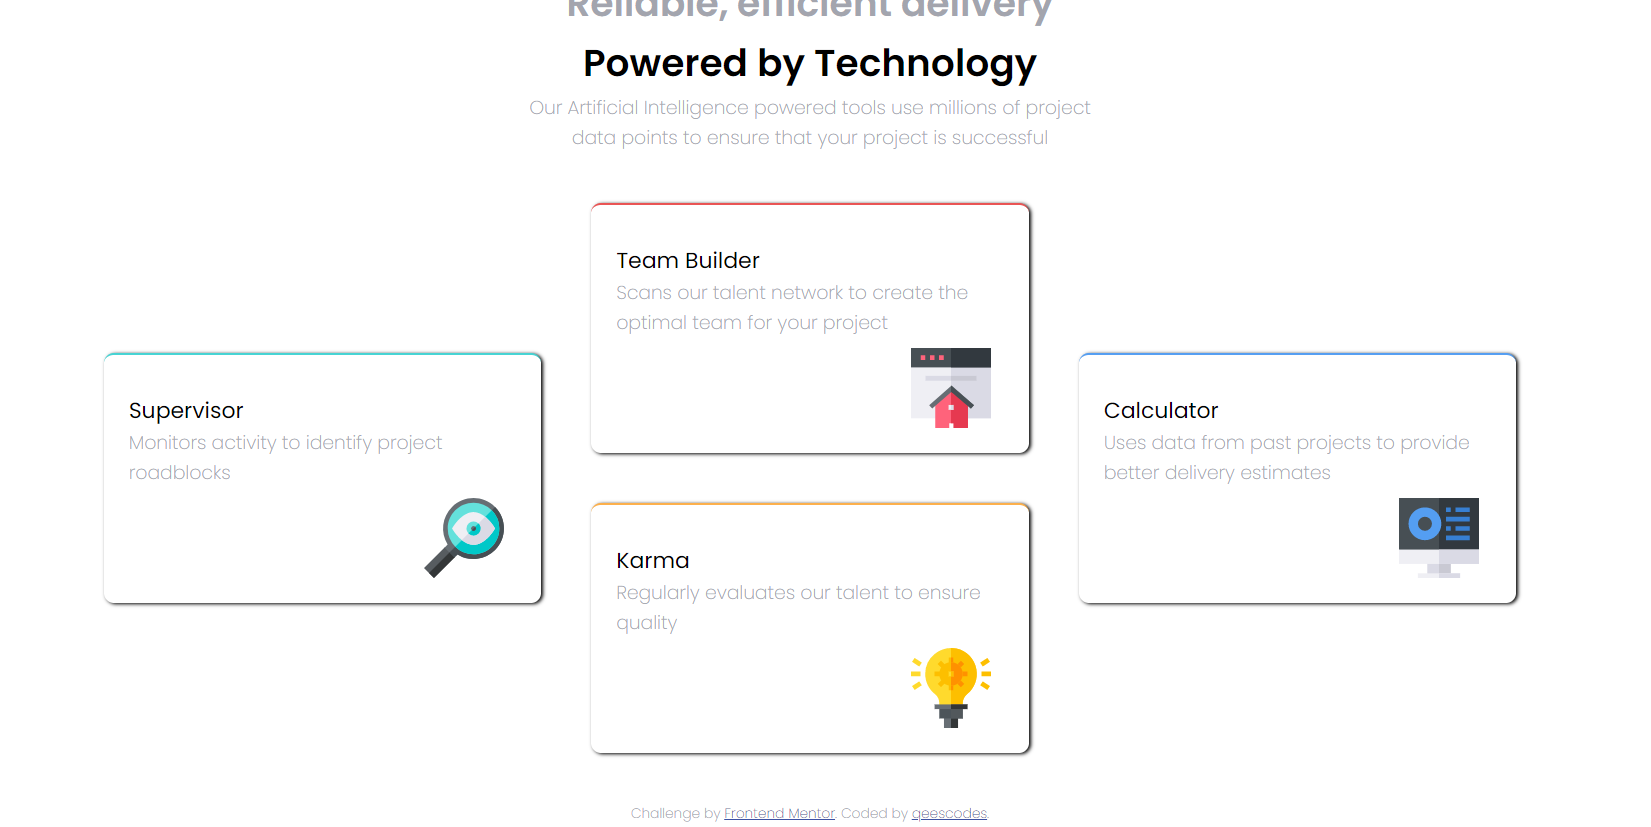 Reliable, efficient delivery
Powered by Technology
Our Artificial Intelligence powered tools use millions of project
data points to ensure that your project is successful
Team Builder
Scans our talent network to create the
optimal team for your project
Supervisor
Monitors activity to identify project
roadblocks
Calculator
Uses data from past projects to provide
better delivery estimates
Karma
Regularly evaluates our talent to ensure
quality
Challenge by Frontend Mentor. Coded by qeescodes.